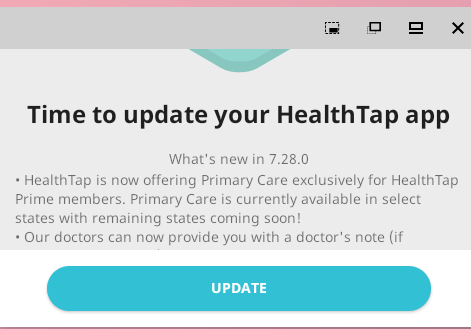 Time to update your HealthTap app
What's new in 7.28.0
• HealthTap is now offering Primary Care exclusively for HealthTap
Prime members. Primary Care is currently available in select
states with remaining states coming soon!
• Our doctors can now provide you with a doctor's note (if
UPDATE